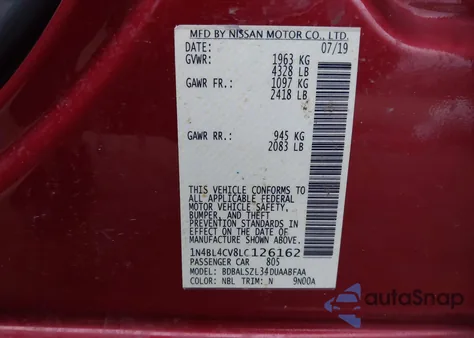 MFD BY NISSAN MOTOR CO., LTD.
DATE: 07/19
GVWR: 1963 KG
4328 LB
GAWR FR.: 1097 KG
2418 LB
GAWR RR.: 945 KG
2083 LB
THIS VEHICLE CONFORMS TO
ALL APPLICABLE FEDERAL
MOTOR VEHICLE SAFETY,
BUMPER, AND THEFT
PREVENTION STANDARDS
IN EFFECT ON THE DATE OF
MANUFACTURE SHOWN ABOVE.
1N4BL4CV8LC126162
PASSENGER CAR 805
MODEL: BDBALSZL34DUAABFAA
COLOR: NBL TRIM: N 9N00A
autoSnap